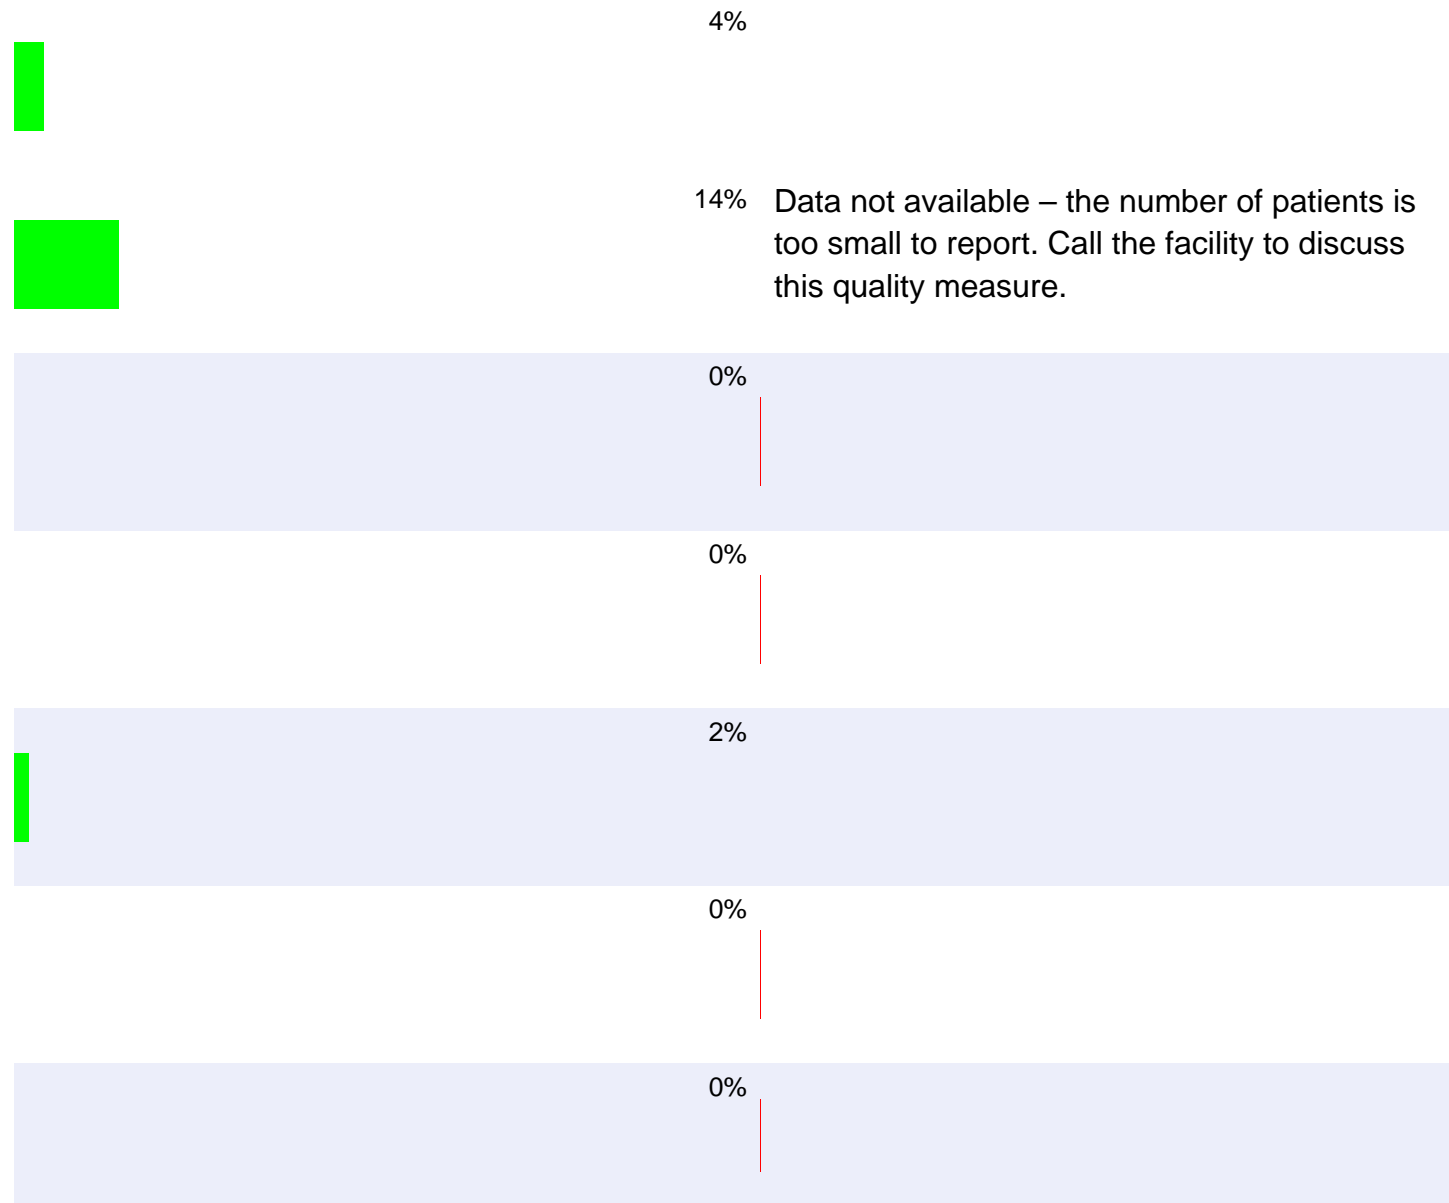 4%
14%
Data not available – the number of patients is
too small to report. Call the facility to discuss
this quality measure.
0%
0%
2%
0%
0%